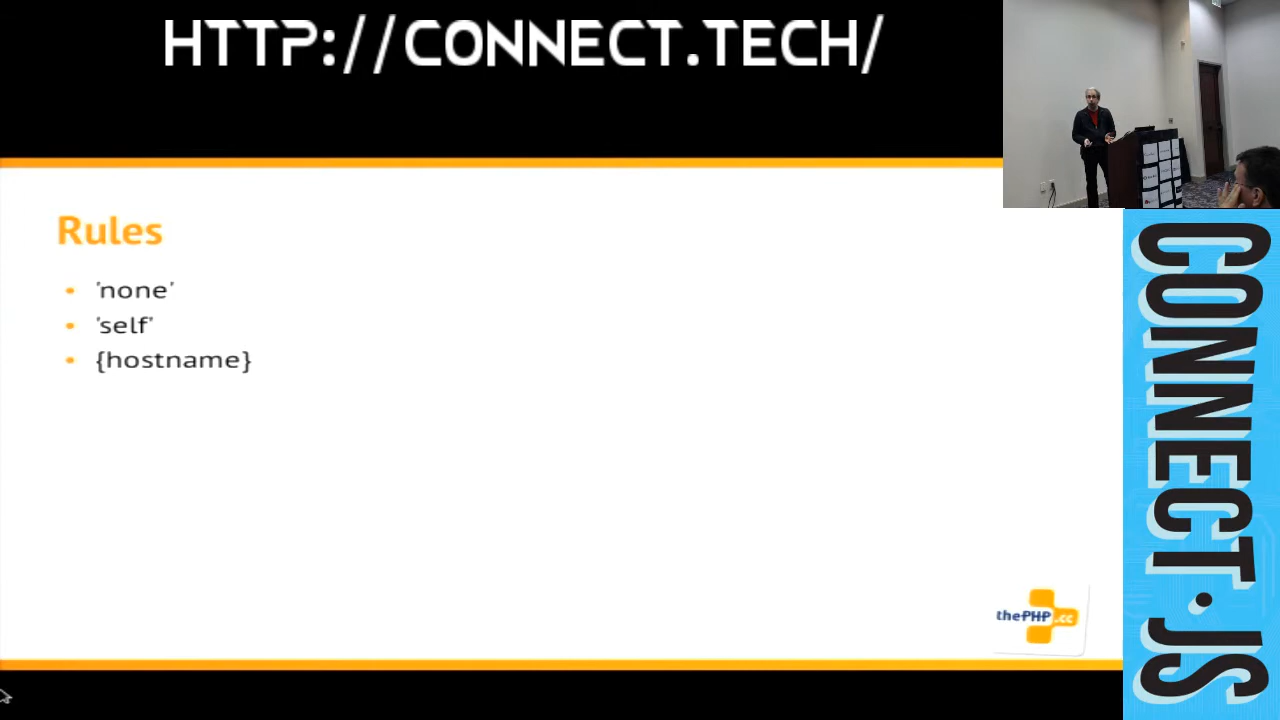 HTTP://CONNECT.TECH/
Rules
'none'
'self'
{hostname}
thePHP.cc
CONNECT.JS